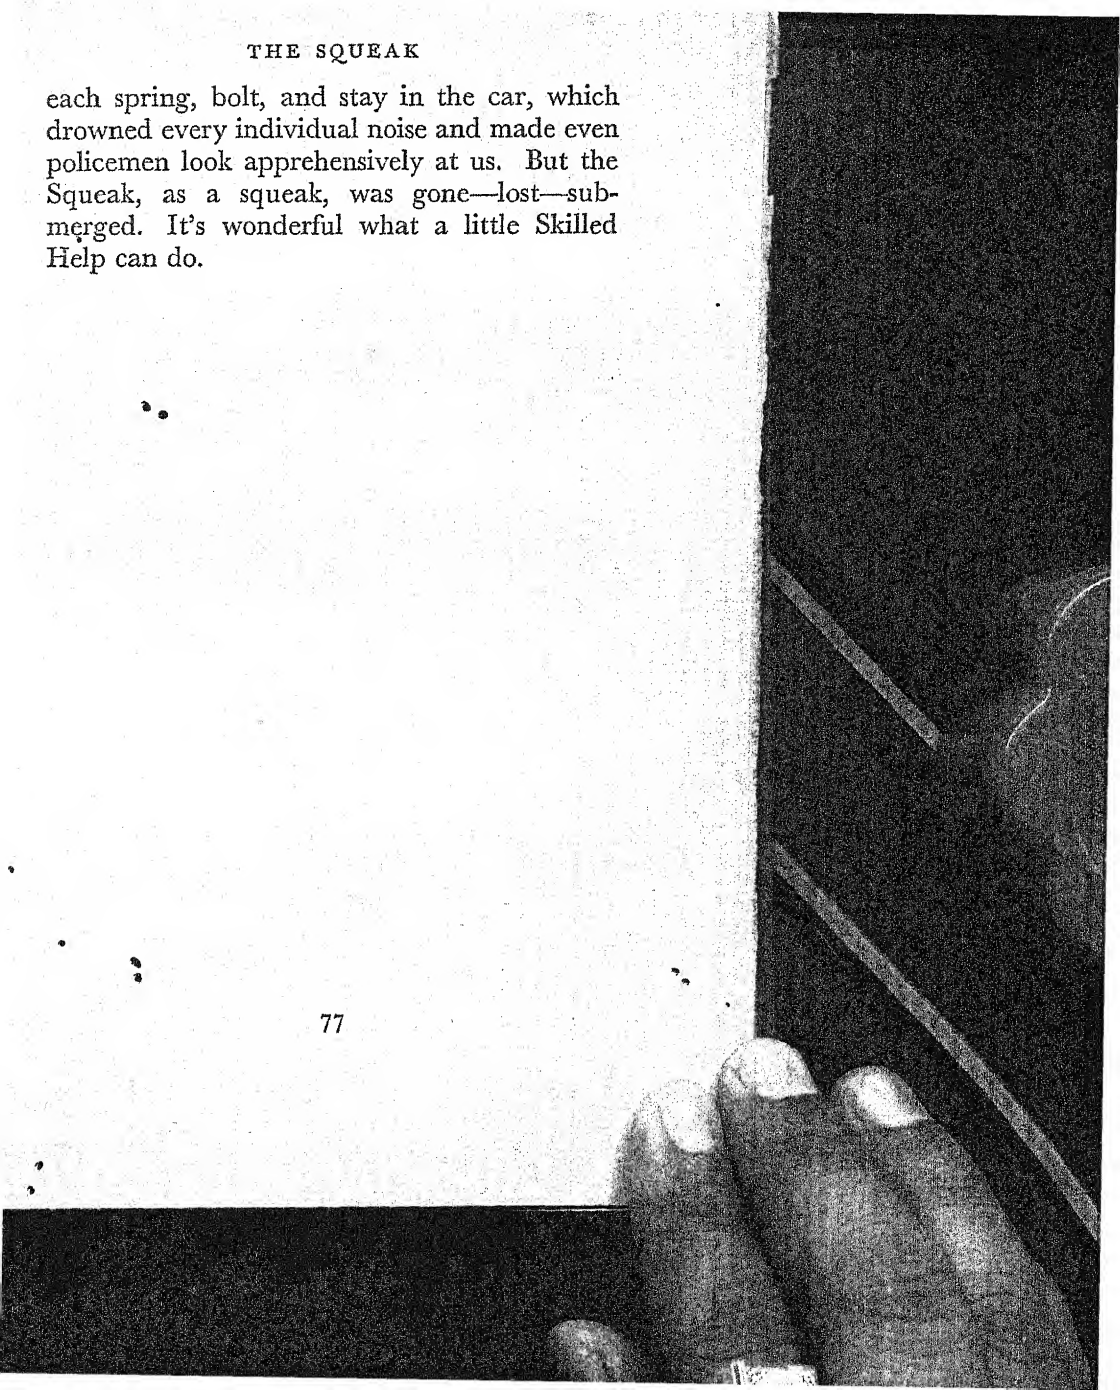 THE SQUEAK
each spring, bolt, and stay in the car, which
drowned every individual noise and made even
policemen look apprehensively at us. But the
Squeak, as a squeak, was gone—lost—sub-
merged. It's wonderful what a little Skilled
Help can do.
77